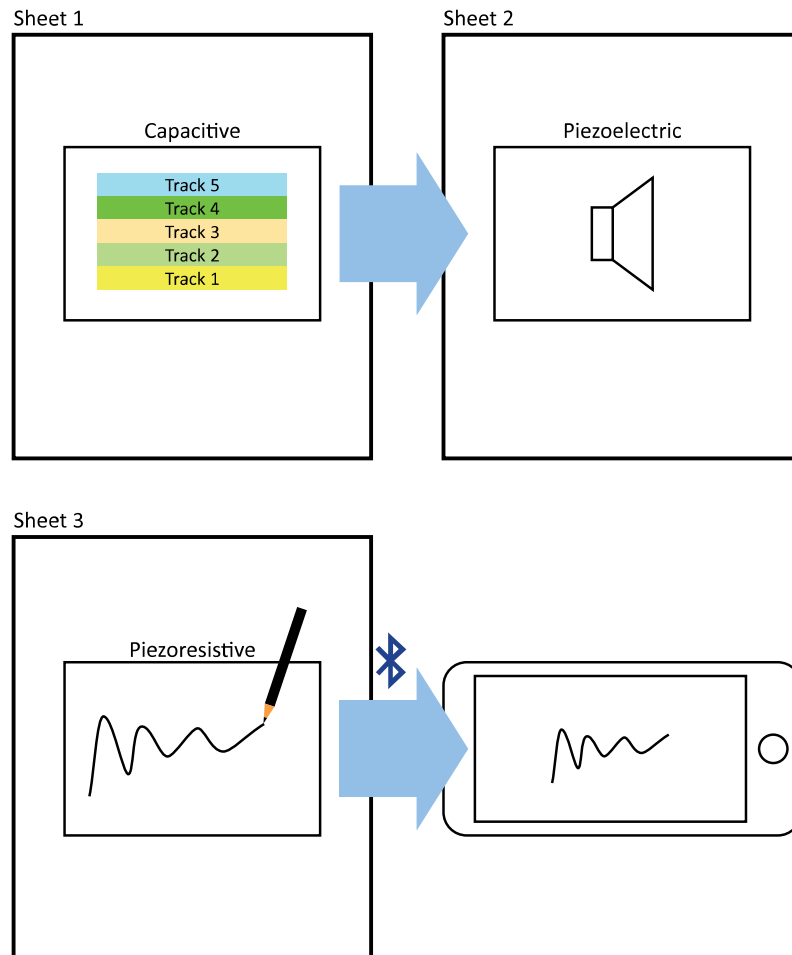 Sheet 1
Sheet 2
Capacitive
Piezoelectric
Track 5
Track 4
Track 3
Track 2
Track 1
Sheet 3
Piezoresistive